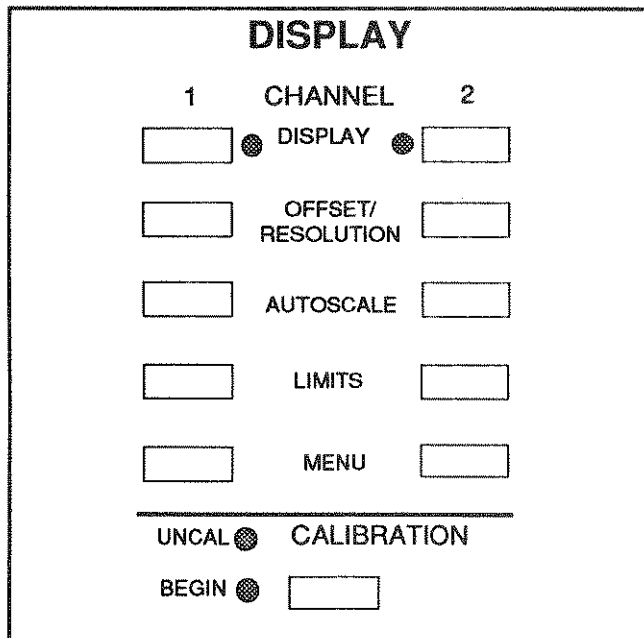 DISPLAY
1 CHANNEL 2
DISPLAY
OFFSET/
RESOLUTION
AUTOSCALE
LIMITS
MENU
UNCAL CALIBRATION
BEGIN